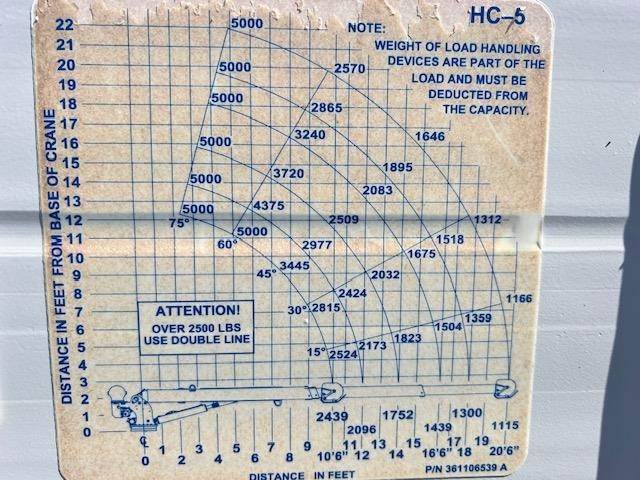 HC–5
NOTE:
WEIGHT OF LOAD HANDLING
DEVICES ARE PART OF THE
LOAD AND MUST BE
DEDUCTED FROM
THE CAPACITY.
DISTANCE IN FEET FROM BASE OF CRANE
22
21
20
19
18
17
16
15
14
13
12
11
10
9
8
7
6
5
4
3
2
1
0
5000
5000 2570
5000 2865
3240 1646
5000 3720 1895
5000 4375 2083
5000 2509 1312
75° 60° 5000 2977 1675 1518
45° 3445 2424 2032
30° 2815 1166
15° 2524 2173 1823 1504 1359
ATTENTION!
OVER 2500 LBS
USE DOUBLE LINE
2439 1752 1300
2096 1439 1115
℄
0 1 2 3 4 5 6 7 8 9 10'6" 11 12 13 14 15 16'6" 17 18 19 20'6"
DISTANCE IN FEET
P/N 361106539 A